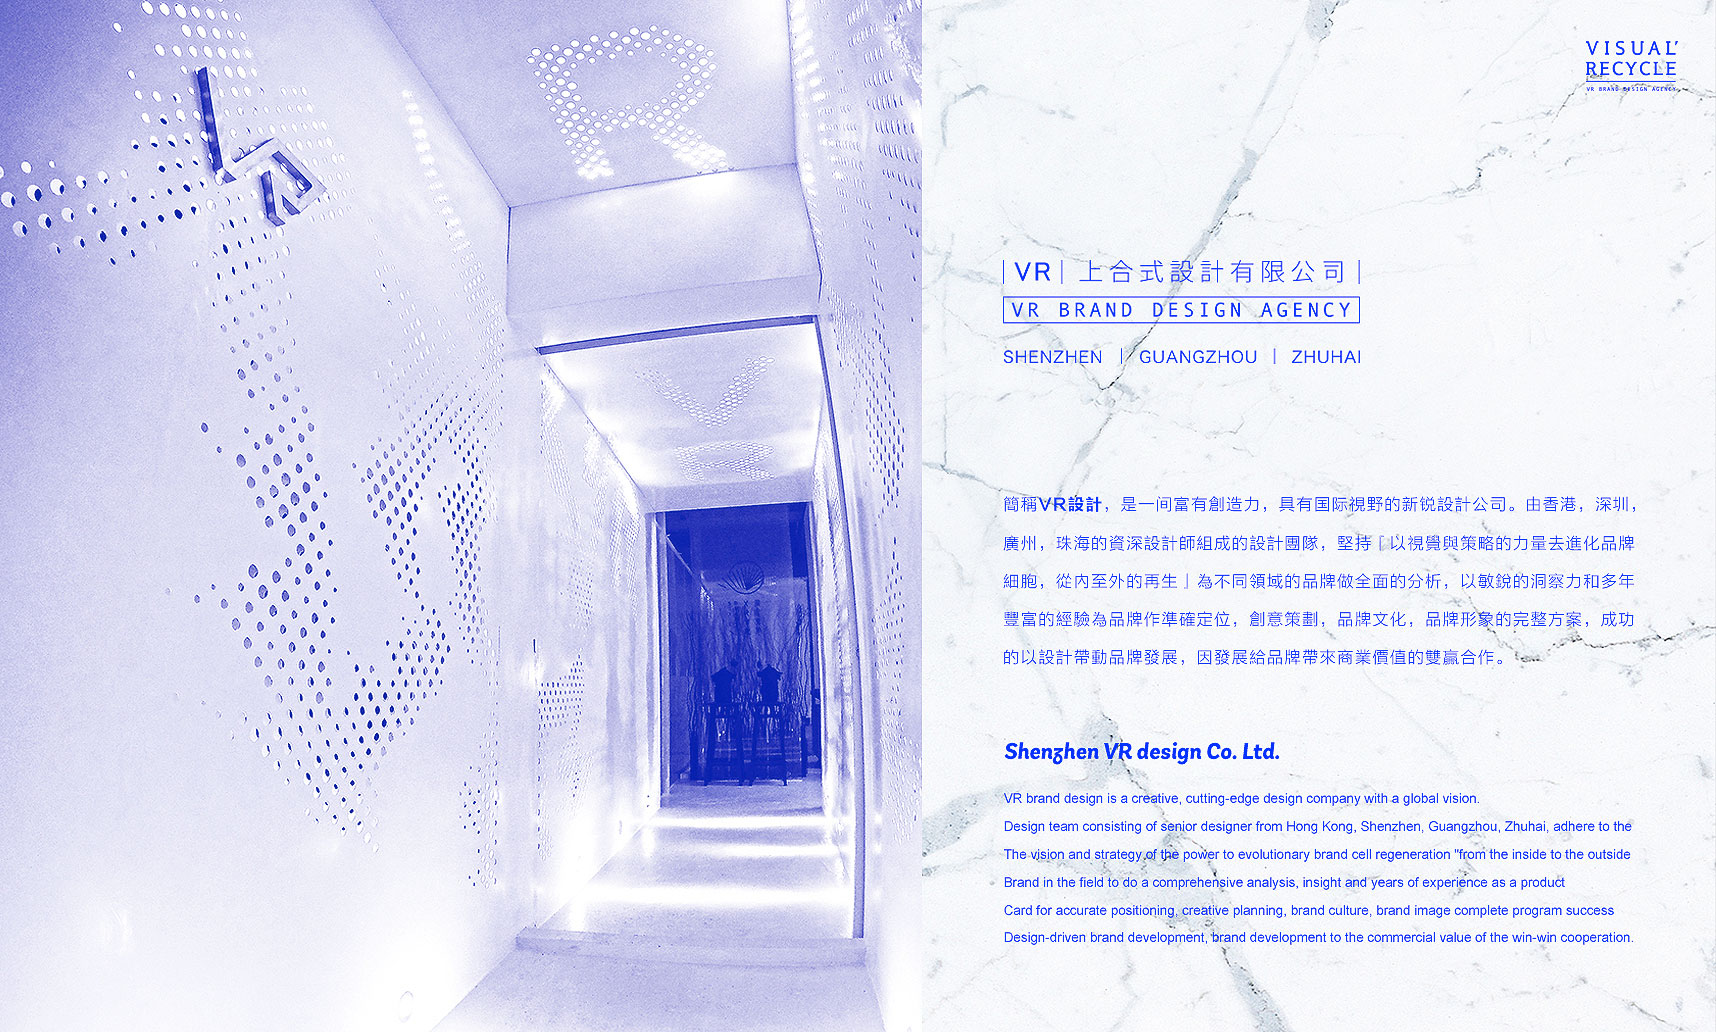 R
V
R
VISUAL'
RECYCLE
VR BRAND DESIGN AGENCY
VR 上合式設計有限公司
VR BRAND DESIGN AGENCY
SHENZHEN | GUANGZHOU | ZHUHAI
簡稱VR設計，是一间富有創造力，具有国际視野的新锐設計公司。由香港，深圳，
廣州，珠海的資深設計師組成的設計團隊，堅持「以視覺與策略的力量去進化品牌
細胞，從內至外的再生」為不同領域的品牌做全面的分析，以敏銳的洞察力和多年
豐富的經驗為品牌作準確定位，創意策劃，品牌文化，品牌形象的完整方案，成功
的以設計帶動品牌發展，因發展給品牌帶來商業價值的雙贏合作。
Shenzhen VR design Co. Ltd.
VR brand design is a creative, cutting-edge design company with a global vision.
Design team consisting of senior designer from Hong Kong, Shenzhen, Guangzhou, Zhuhai, adhere to the
The vision and strategy of the power to evolutionary brand cell regeneration "from the inside to the outside
Brand in the field to do a comprehensive analysis, insight and years of experience as a product
Card for accurate positioning, creative planning, brand culture, brand image complete program success
Design-driven brand development, brand development to the commercial value of the win-win cooperation.